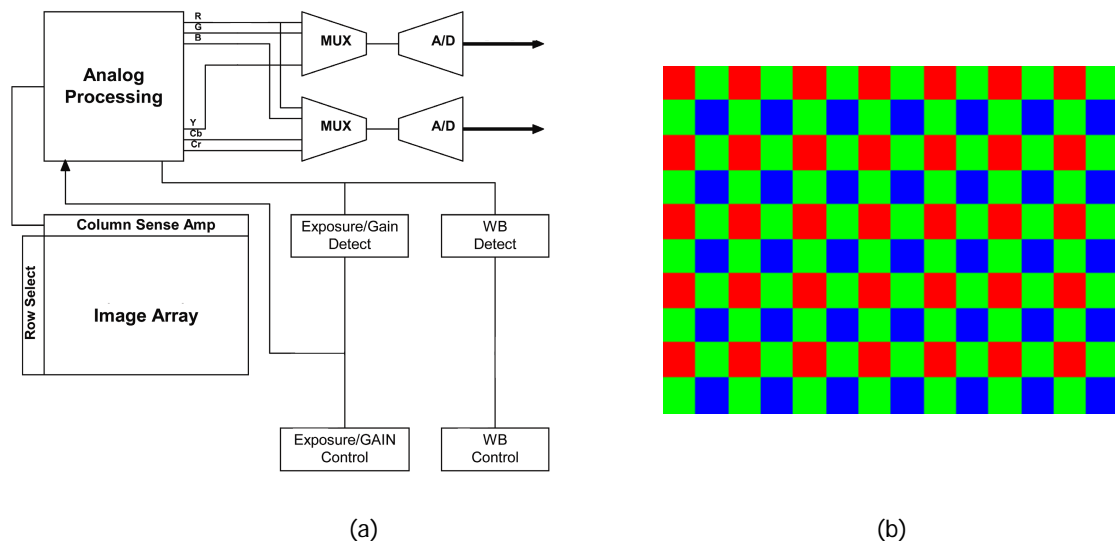 R
G
B
Analog
Processing
Y
Cb
Cr
MUX
A/D
MUX
A/D
Column Sense Amp
Row Select
Image Array
Exposure/Gain
Detect
WB
Detect
Exposure/GAIN
Control
WB
Control
(a)
(b)